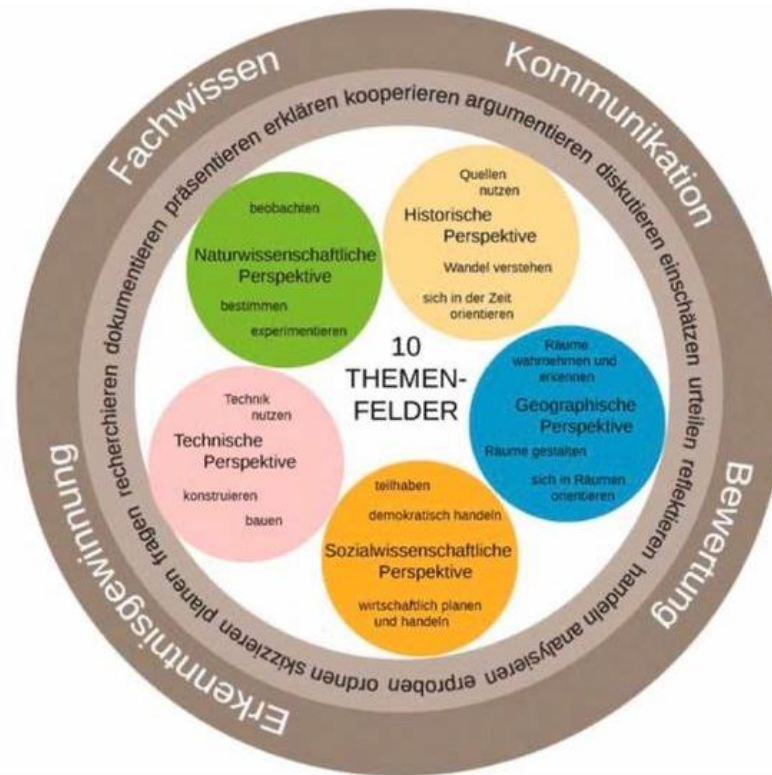 Fachwissen
Kommunikation
Bewertung
Erkenntnisgewinnung
fragen recherchieren dokumentieren präsentieren erklären kooperieren argumentieren diskutieren einschätzen urteilen reflektieren handeln analysieren erproben ordnen skizzieren planen
beobachten
Naturwissenschaftliche
Perspektive
bestimmen
experimentieren
Quellen
nutzen
Historische
Perspektive
Wandel verstehen
sich in der Zeit
orientieren
10
THEMEN-
FELDER
Räume
wahrnehmen und
erkennen
Geographische
Perspektive
Räume gestalten
sich in Räumen
orientieren
Technik
nutzen
Technische
Perspektive
konstruieren
bauen
teilhaben
demokratisch handeln
Sozialwissenschaftliche
Perspektive
wirtschaftlich planen
und handeln